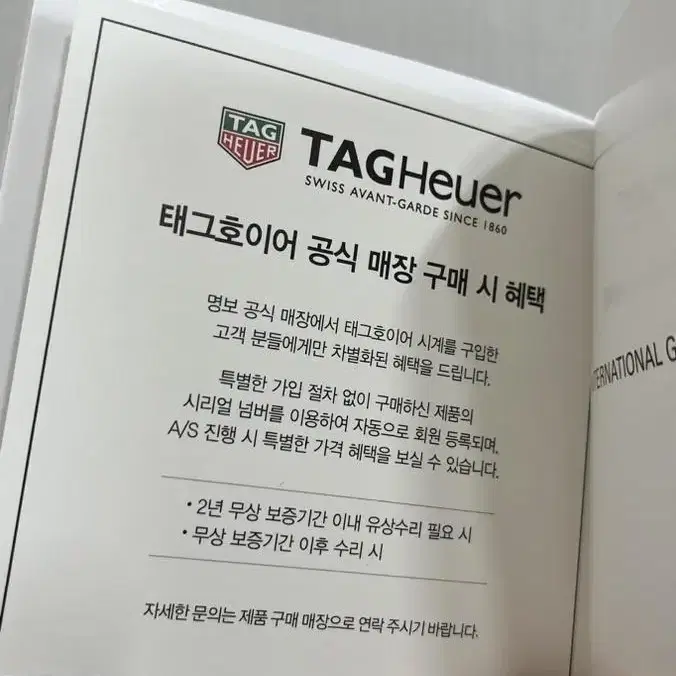 TAG
HEUER
TAGHeuer
SWISS AVANT-GARDE SINCE 1860
태그호이어 공식 매장 구매 시 혜택
명보 공식 매장에서 태그호이어 시계를 구입한
고객 분들에게만 차별화된 혜택을 드립니다.
특별한 가입 절차 없이 구매하신 제품의
시리얼 넘버를 이용하여 자동으로 회원 등록되며,
A/S 진행 시 특별한 가격 혜택을 보실 수 있습니다.
• 2년 무상 보증기간 이내 유상수리 필요 시
• 무상 보증기간 이후 수리 시
자세한 문의는 제품 구매 매장으로 연락 주시기 바랍니다.